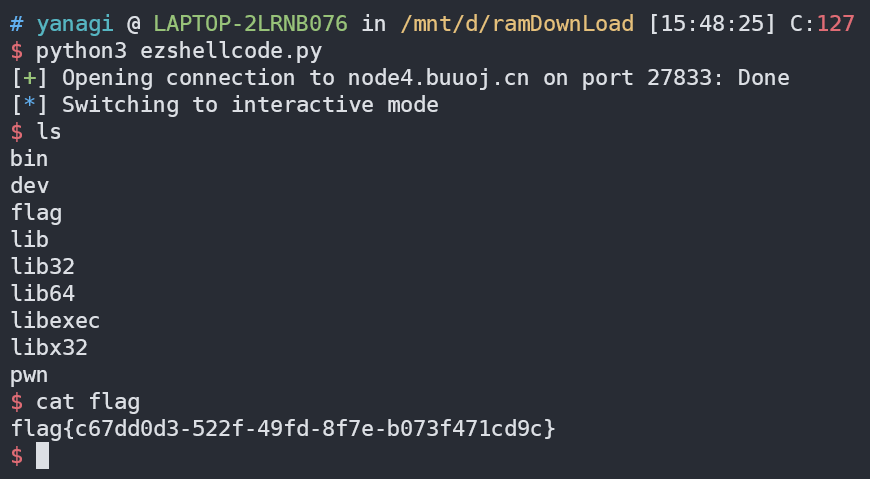 # yanagi @ LAPTOP-2LRNB076 in /mnt/d/ramDownLoad [15:48:25] C:127
$ python3 ezshellcode.py
[+] Opening connection to node4.buuoj.cn on port 27833: Done
[*] Switching to interactive mode
$ ls
bin
dev
flag
lib
lib32
lib64
libexec
libx32
pwn
$ cat flag
flag{c67dd0d3-522f-49fd-8f7e-b073f471cd9c}
$